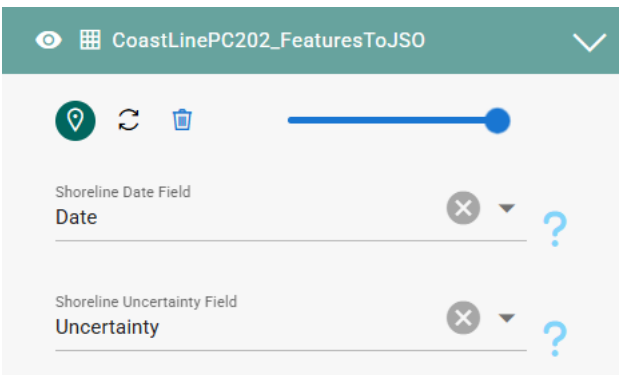 CoastLinePC202_FeaturesToJSO
Shoreline Date Field
Date
?
Shoreline Uncertainty Field
Uncertainty
?